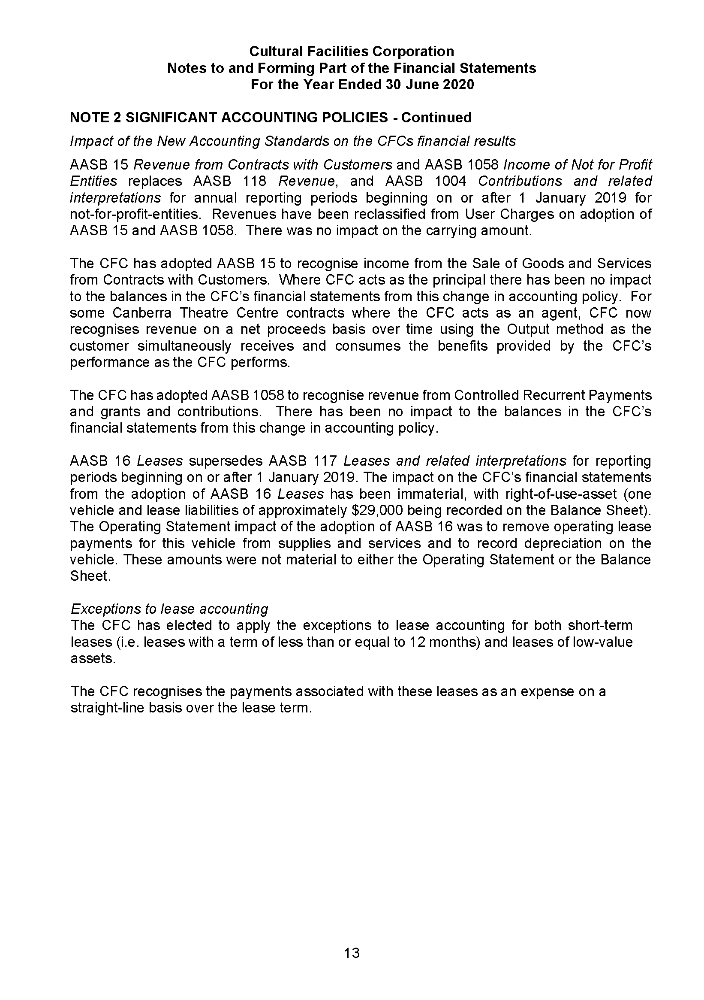 Cultural Facilities Corporation
Notes to and Forming Part of the Financial Statements
For the Year Ended 30 June 2020
NOTE 2 SIGNIFICANT ACCOUNTING POLICIES - Continued
Impact of the New Accounting Standards on the CFCs financial results
AASB 15 Revenue from Contracts with Customers and AASB 1058 Income of Not for Profit
Entities replaces AASB 118 Revenue, and AASB 1004 Contributions and related
interpretations for annual reporting periods beginning on or after 1 January 2019 for
not-for-profit-entities. Revenues have been reclassified from User Charges on adoption of
AASB 15 and AASB 1058. There was no impact on the carrying amount.
The CFC has adopted AASB 15 to recognise income from the Sale of Goods and Services
from Contracts with Customers. Where CFC acts as the principal there has been no impact
to the balances in the CFC’s financial statements from this change in accounting policy. For
some Canberra Theatre Centre contracts where the CFC acts as an agent, CFC now
recognises revenue on a net proceeds basis over time using the Output method as the
customer simultaneously receives and consumes the benefits provided by the CFC’s
performance as the CFC performs.
The CFC has adopted AASB 1058 to recognise revenue from Controlled Recurrent Payments
and grants and contributions. There has been no impact to the balances in the CFC’s
financial statements from this change in accounting policy.
AASB 16 Leases supersedes AASB 117 Leases and related interpretations for reporting
periods beginning on or after 1 January 2019. The impact on the CFC’s financial statements
from the adoption of AASB 16 Leases has been immaterial, with right-of-use-asset (one
vehicle and lease liabilities of approximately $29,000 being recorded on the Balance Sheet).
The Operating Statement impact of the adoption of AASB 16 was to remove operating lease
payments for this vehicle from supplies and services and to record depreciation on the
vehicle. These amounts were not material to either the Operating Statement or the Balance
Sheet.
Exceptions to lease accounting
The CFC has elected to apply the exceptions to lease accounting for both short-term
leases (i.e. leases with a term of less than or equal to 12 months) and leases of low-value
assets.
The CFC recognises the payments associated with these leases as an expense on a
straight-line basis over the lease term.
13